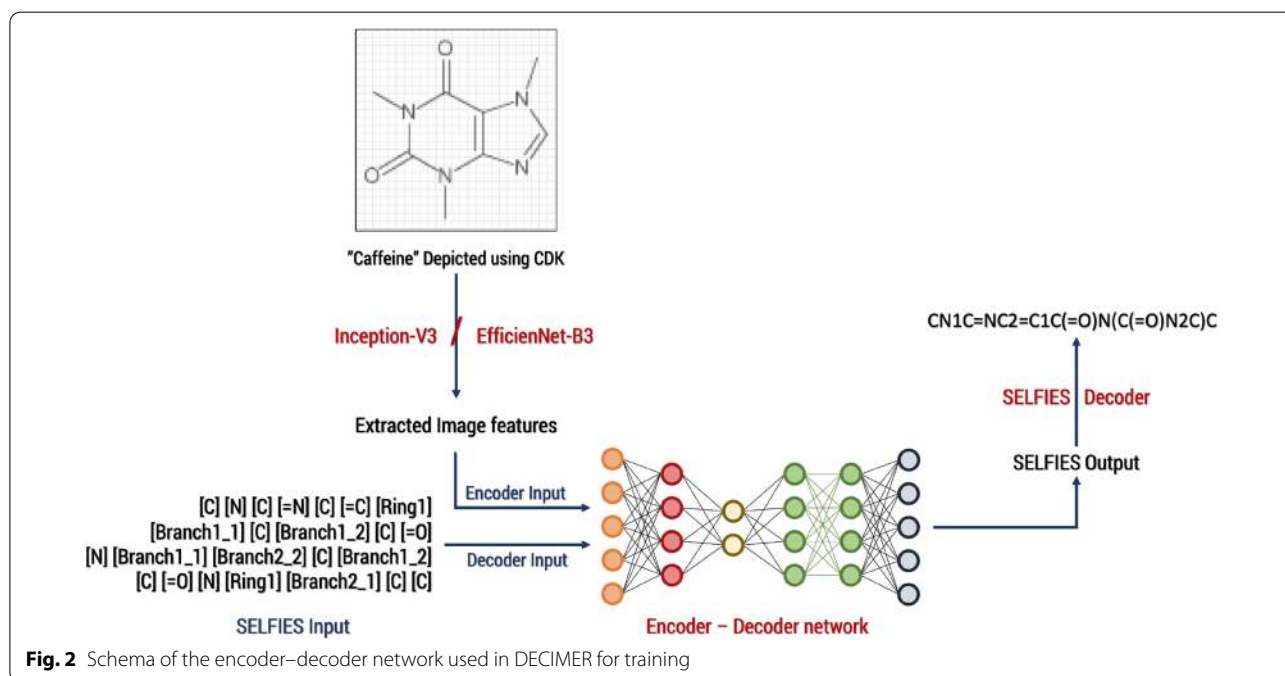 O
N
N
O
N
N
"Caffeine" Depicted using CDK
Inception-V3 / EfficienNet-B3
Extracted Image features
[C] [N] [C] [=N] [C] [=C] [Ring1]
[Branch1_1] [C] [Branch1_2] [C] [=O]
[N] [Branch1_1] [Branch2_2] [C] [Branch1_2]
[C] [=O] [N] [Ring1] [Branch2_1] [C] [C]
SELFIES Input
Encoder Input
Decoder Input
Encoder – Decoder network
CN1C=NC2=C1C(=O)N(C(=O)N2C)C
SELFIES Decoder
SELFIES Output
Fig. 2 Schema of the encoder–decoder network used in DECIMER for training